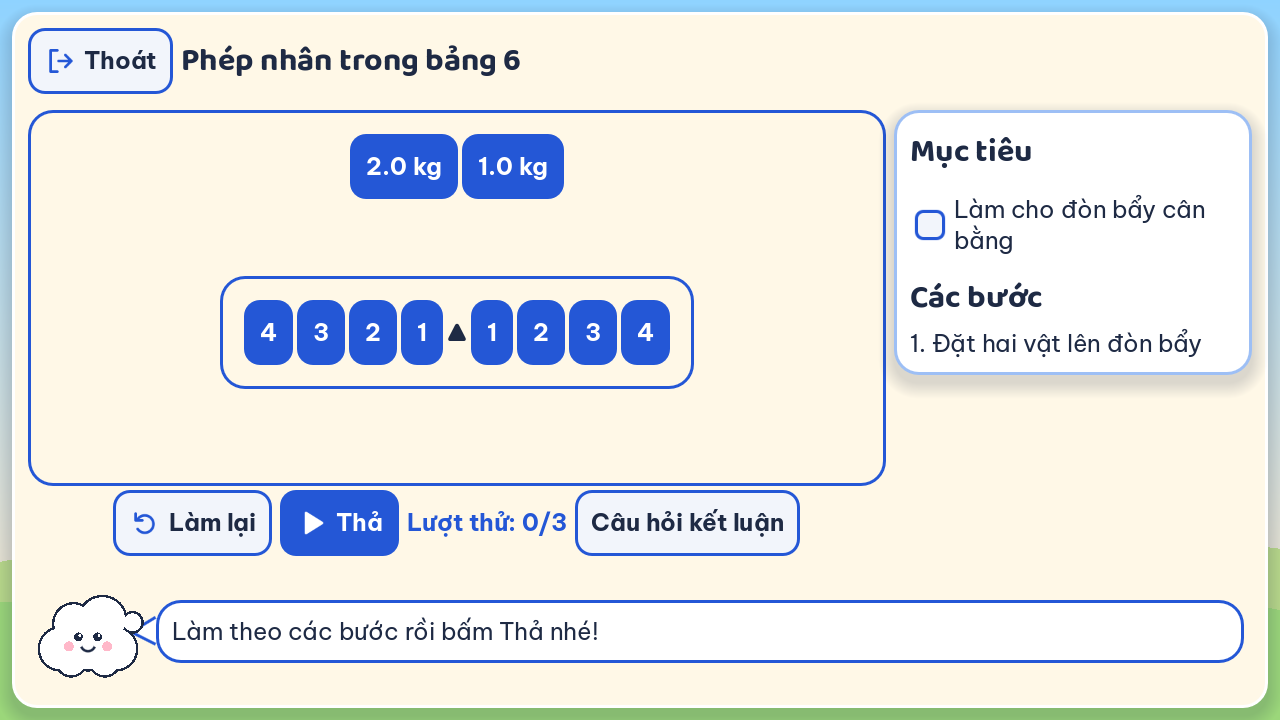 Thoát
Phép nhân trong bảng 6
2.0 kg 1.0 kg
4 3 2 1 1 2 3 4
Làm lại
Thả
Lượt thử: 0/3
Câu hỏi kết luận
Mục tiêu
Làm cho đòn bẩy cân
bằng
Các bước
1. Đặt hai vật lên đòn bẩy
Làm theo các bước rồi bấm Thả nhé!